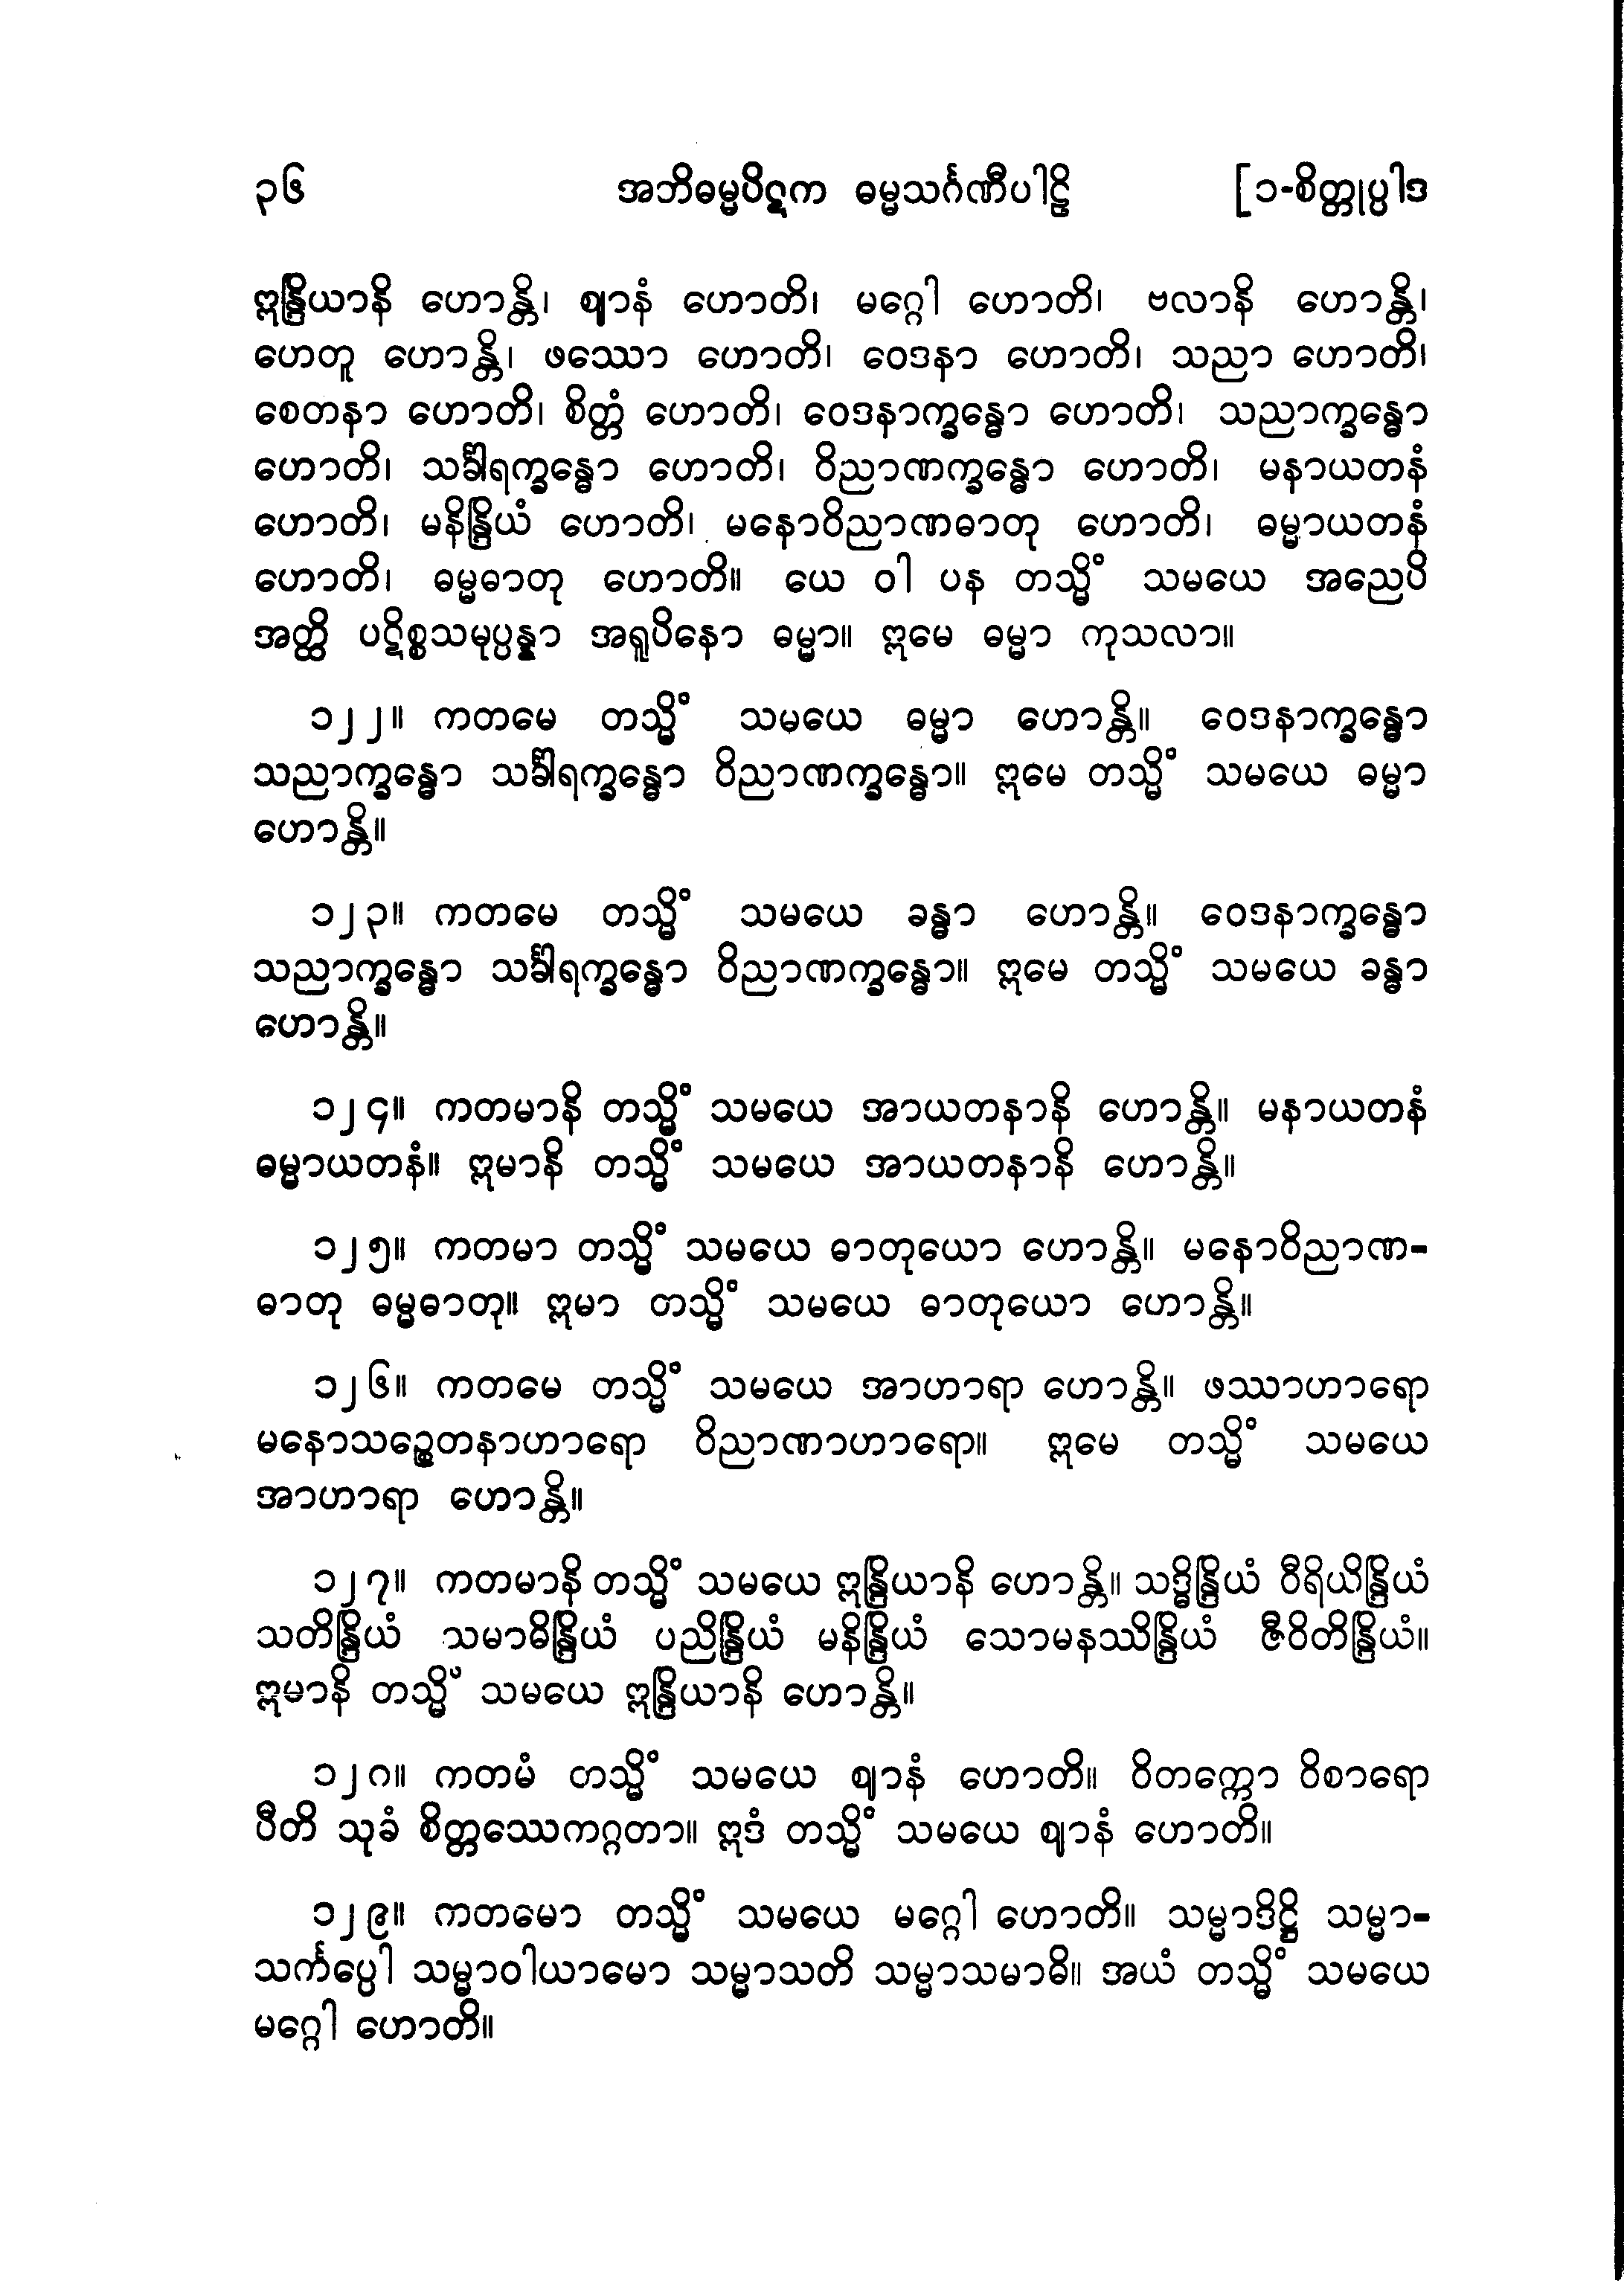 ၃၆ အဘိဓမ္မပိဋက ဓမ္မသင်္ဂဏီပါဠိ [၁-စိတ္တုပ္ပါဒ
ဣန္ဒြိယာနိ ဟောန္တိ၊ ဈာနံ ဟောတိ၊ မဂ္ဂေါ ဟောတိ၊ ဗလာနိ ဟောန္တိ၊
ဟေတူ ဟောန္တိ၊ ဖဿော ဟောတိ၊ ဝေဒနာ ဟောတိ၊ သညာ ဟောတိ၊
စေတနာ ဟောတိ၊ စိတ္တံ ဟောတိ၊ ဝေဒနာက္ခန္ဓော ဟောတိ၊ သညာက္ခန္ဓော
ဟောတိ၊ သင်္ခါရက္ခန္ဓော ဟောတိ၊ ဝိညာဏက္ခန္ဓော ဟောတိ၊ မနာယတနံ
ဟောတိ၊ မနိန္ဒြိယံ ဟောတိ၊ မနောဝိညာဏဓာတု ဟောတိ၊ ဓမ္မာယတနံ
ဟောတိ၊ ဓမ္မဓာတု ဟောတိ။ ယေ ဝါ ပန တသ္မိံ သမယေ အညေပိ
အတ္ထိ ပဋိစ္စသမုပ္ပန္နာ အရူပိနော ဓမ္မာ။ ဣမေ ဓမ္မာ ကုသလာ။
၁၂၂။ ကတမေ တသ္မိံ သမယေ ဓမ္မာ ဟောန္တိ။ ဝေဒနာက္ခန္ဓော
သညာက္ခန္ဓော သင်္ခါရက္ခန္ဓော ဝိညာဏက္ခန္ဓော။ ဣမေ တသ္မိံ သမယေ ဓမ္မာ
ဟောန္တိ။
၁၂၃။ ကတမေ တသ္မိံ သမယေ ခန္ဓာ ဟောန္တိ။ ဝေဒနာက္ခန္ဓော
သညာက္ခန္ဓော သင်္ခါရက္ခန္ဓော ဝိညာဏက္ခန္ဓော။ ဣမေ တသ္မိံ သမယေ ခန္ဓာ
ဟောန္တိ။
၁၂၄။ ကတမာနိ တသ္မိံ သမယေ အာယတနာနိ ဟောန္တိ။ မနာယတနံ
ဓမ္မာယတနံ။ ဣမာနိ တသ္မိံ သမယေ အာယတနာနိ ဟောန္တိ။
၁၂၅။ ကတမာ တသ္မိံ သမယေ ဓာတုယော ဟောန္တိ။ မနောဝိညာဏ-
ဓာတု ဓမ္မဓာတု။ ဣမာ တသ္မိံ သမယေ ဓာတုယော ဟောန္တိ။
၁၂၆။ ကတမေ တသ္မိံ သမယေ အာဟာရာ ဟောန္တိ။ ဖဿာဟာရော
မနောသဉ္စေတနာဟာရော ဝိညာဏာဟာရော။ ဣမေ တသ္မိံ သမယေ
အာဟာရာ ဟောန္တိ။
၁၂၇။ ကတမာနိ တသ္မိံ သမယေ ဣန္ဒြိယာနိ ဟောန္တိ။ သဒ္ဓိန္ဒြိယံ ဝီရိယိန္ဒြိယံ
သတိန္ဒြိယံ သမာဓိန္ဒြိယံ ပညိန္ဒြိယံ မနိန္ဒြိယံ သောမနဿိန္ဒြိယံ ဇီဝိတိန္ဒြိယံ။
ဣမာနိ တသ္မိံ သမယေ ဣန္ဒြိယာနိ ဟောန္တိ။
၁၂၈။ ကတမံ တသ္မိံ သမယေ ဈာနံ ဟောတိ။ ဝိတက္ကော ဝိစာရော
ပီတိ သုခံ စိတ္တဿေကဂ္ဂတာ။ ဣဒံ တသ္မိံ သမယေ ဈာနံ ဟောတိ။
၁၂၉။ ကတမော တသ္မိံ သမယေ မဂ္ဂေါ ဟောတိ။ သမ္မာဒိဋ္ဌိ သမ္မာ-
သင်္ကပ္ပေါ သမ္မာဝါယာမော သမ္မာသတိ သမ္မာသမာဓိ။ အယံ တသ္မိံ သမယေ
မဂ္ဂေါ ဟောတိ။